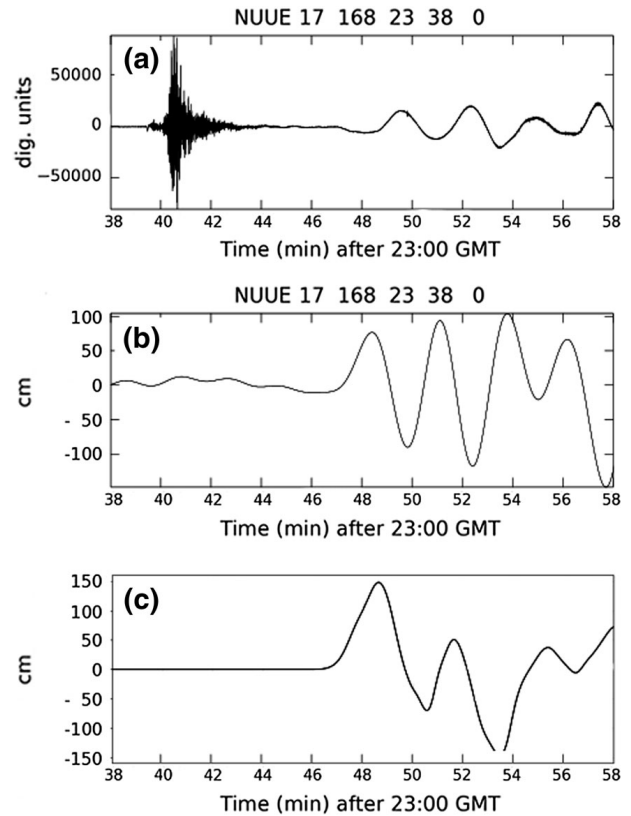 NUUE 17 168 23 38 0
(a)
dig. units
50000
0
−50000
38 40 42 44 46 48 50 52 54 56 58
Time (min) after 23:00 GMT
NUUE 17 168 23 38 0
(b)
cm
100
50
0
- 50
-100
38 40 42 44 46 48 50 52 54 56 58
Time (min) after 23:00 GMT
(c)
cm
150
100
50
0
- 50
-100
-150
38 40 42 44 46 48 50 52 54 56 58
Time (min) after 23:00 GMT